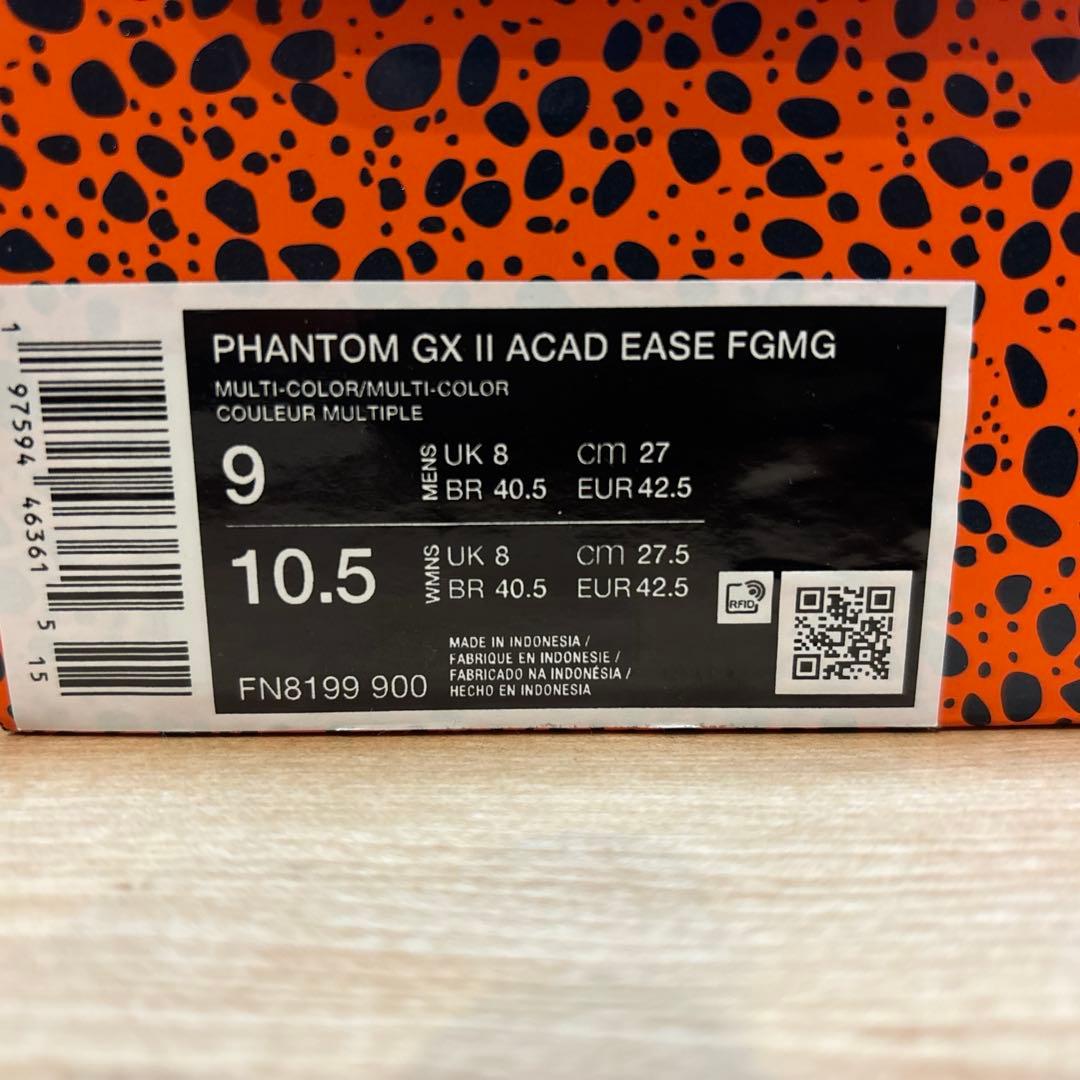 PHANTOM GX II ACAD EASE FGMG
MULTI-COLOR/MULTI-COLOR
COULEUR MULTIPLE
9 MENS UK 8 cm 27
BR 40.5 EUR 42.5
10.5 WMNS UK 8 cm 27.5
BR 40.5 EUR 42.5
RFID
MADE IN INDONESIA /
FABRIQUE EN INDONESIE /
FABRICADO NA INDONÉSIA /
HECHO EN INDONESIA
FN8199 900
1 97594 46361 5 15